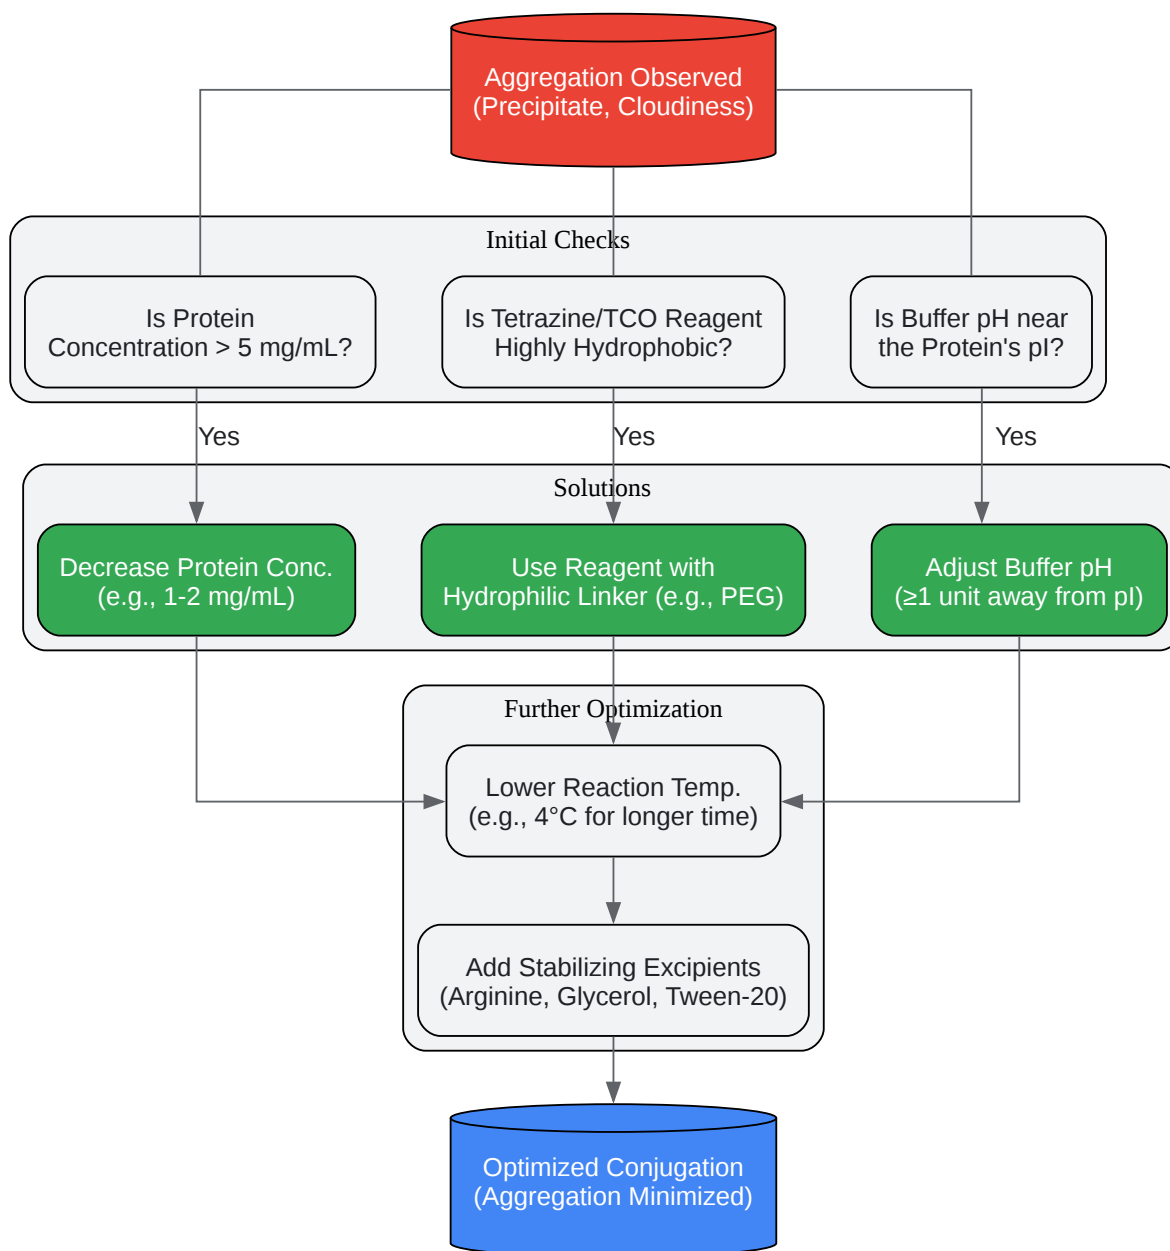 Aggregation Observed
(Precipitate, Cloudiness)
Initial Checks
Is Protein
Concentration > 5 mg/mL?
Is Tetrazine/TCO Reagent
Highly Hydrophobic?
Is Buffer pH near
the Protein's pI?
Yes
Yes
Yes
Solutions
Decrease Protein Conc.
(e.g., 1-2 mg/mL)
Use Reagent with
Hydrophilic Linker (e.g., PEG)
Adjust Buffer pH
(≥1 unit away from pI)
Further Optimization
Lower Reaction Temp.
(e.g., 4°C for longer time)
Add Stabilizing Excipients
(Arginine, Glycerol, Tween-20)
Optimized Conjugation
(Aggregation Minimized)